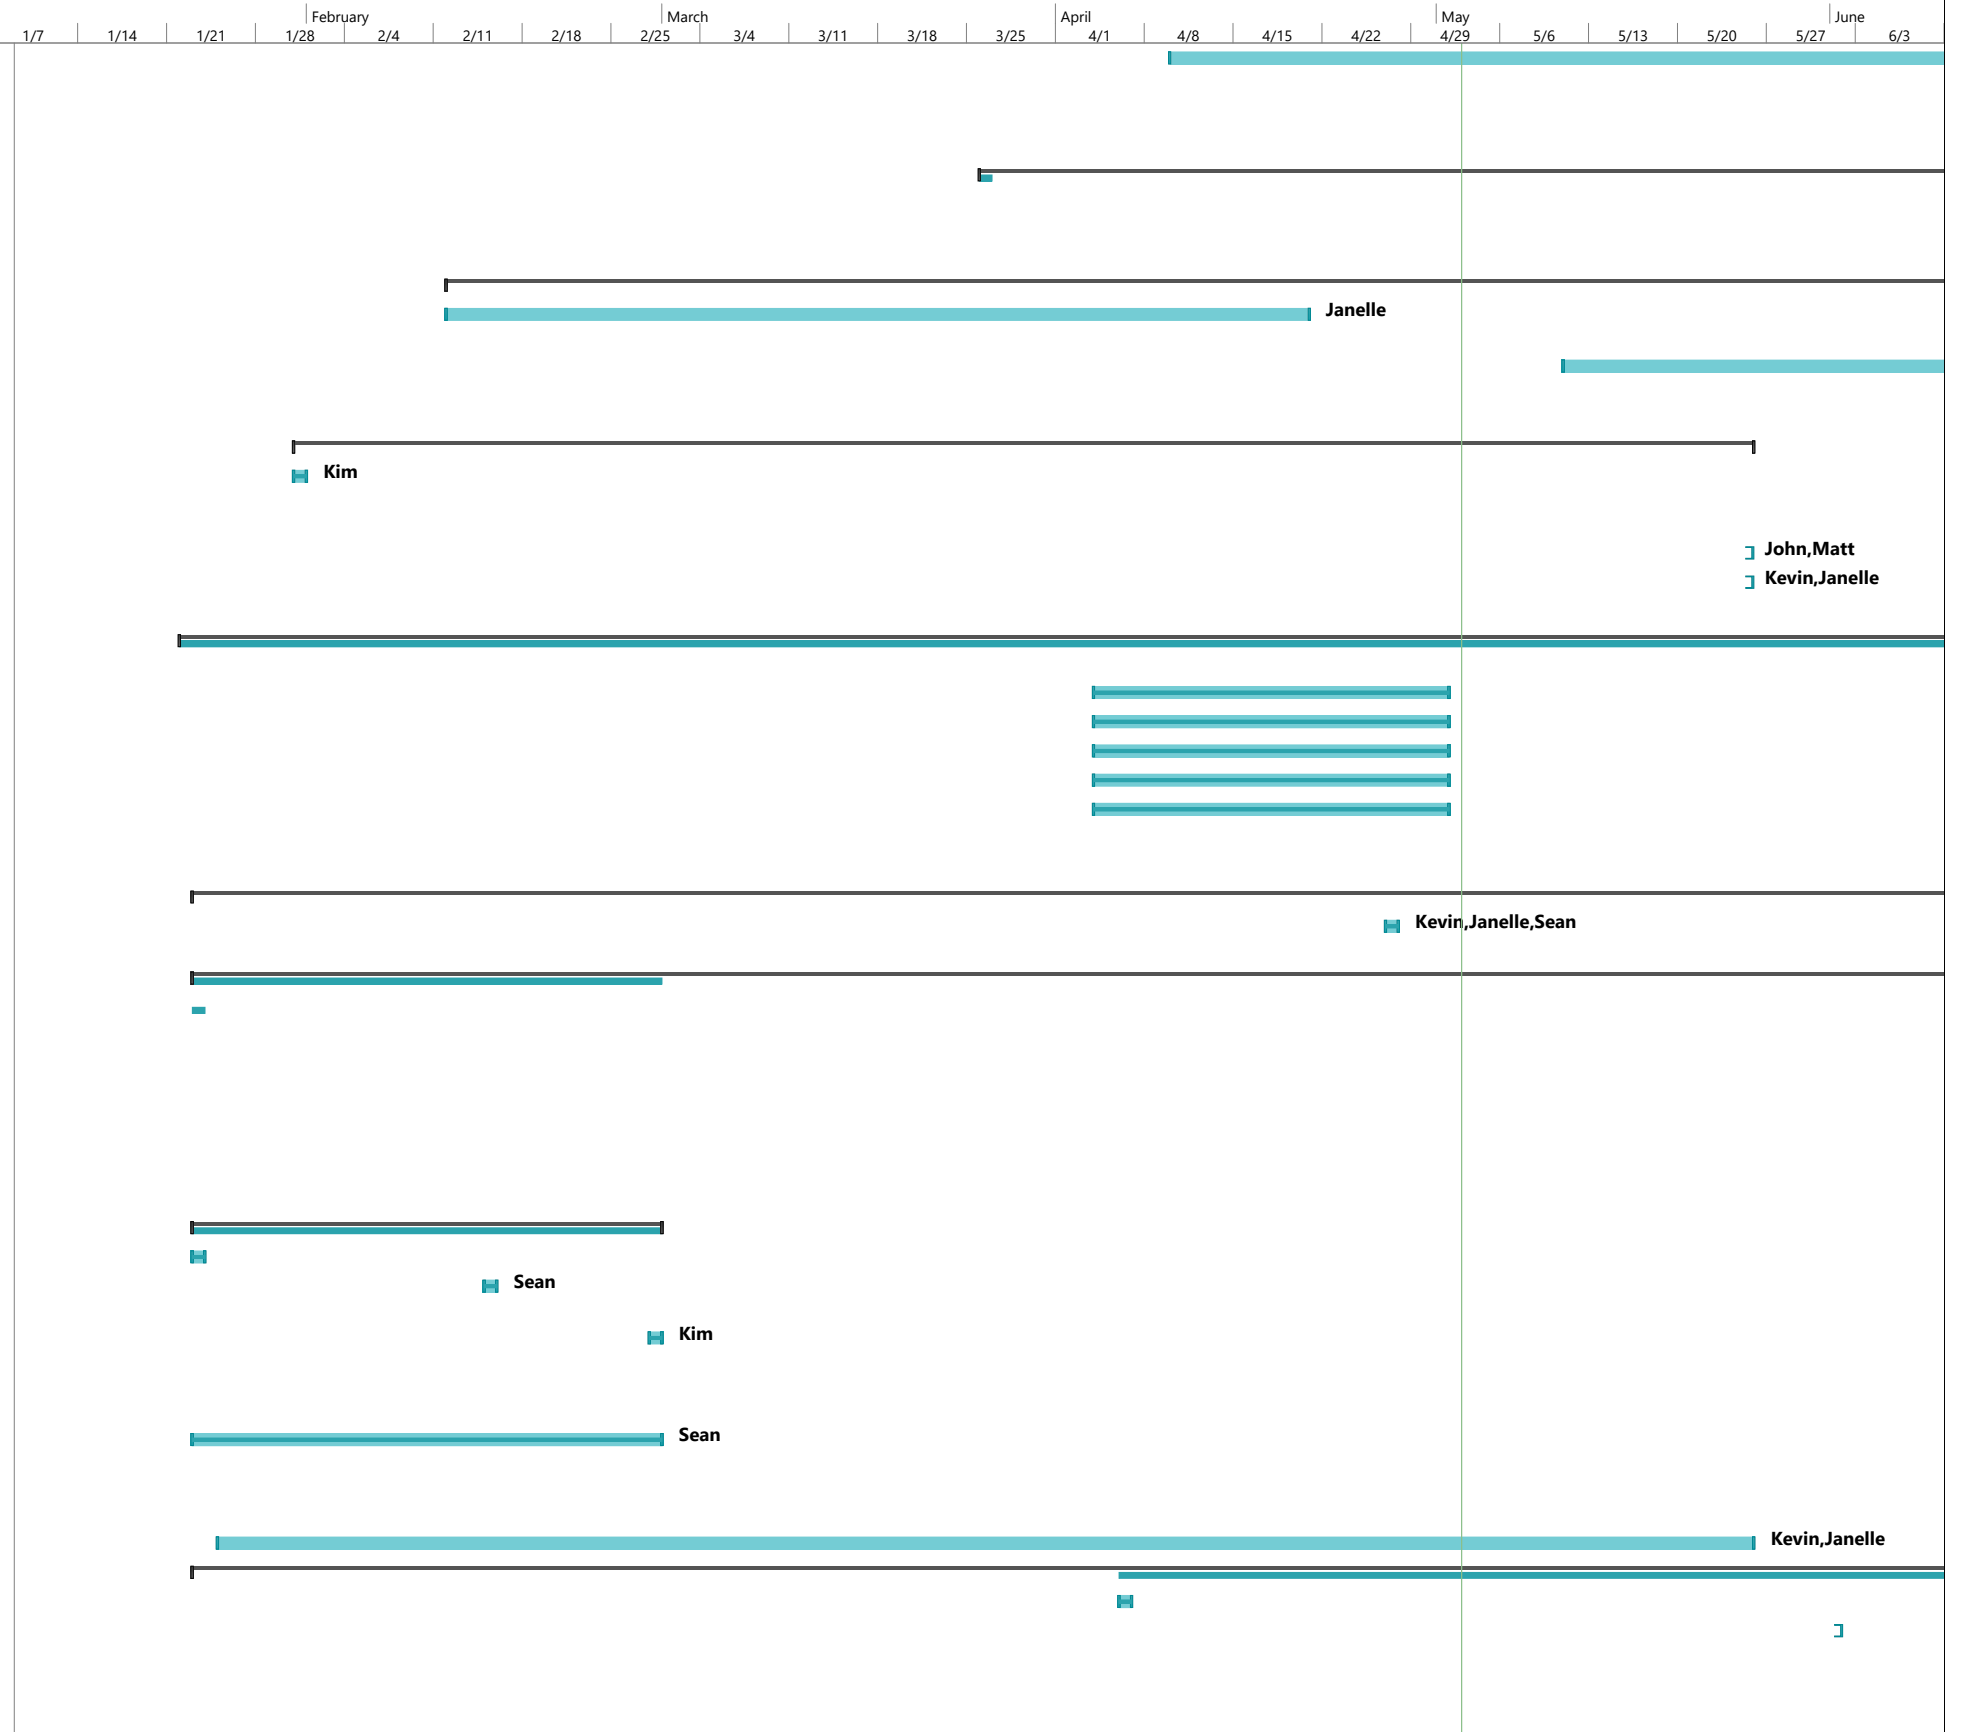 February March April May June
1/7 1/14 1/21 1/28 2/4 2/11 2/18 2/25 3/4 3/11 3/18 3/25 4/1 4/8 4/15 4/22 4/29 5/6 5/13 5/20 5/27 6/3
Janelle
Kim
John,Matt
Kevin,Janelle
Kevin,Janelle,Sean
Sean
Kim
Sean
Kevin,Janelle